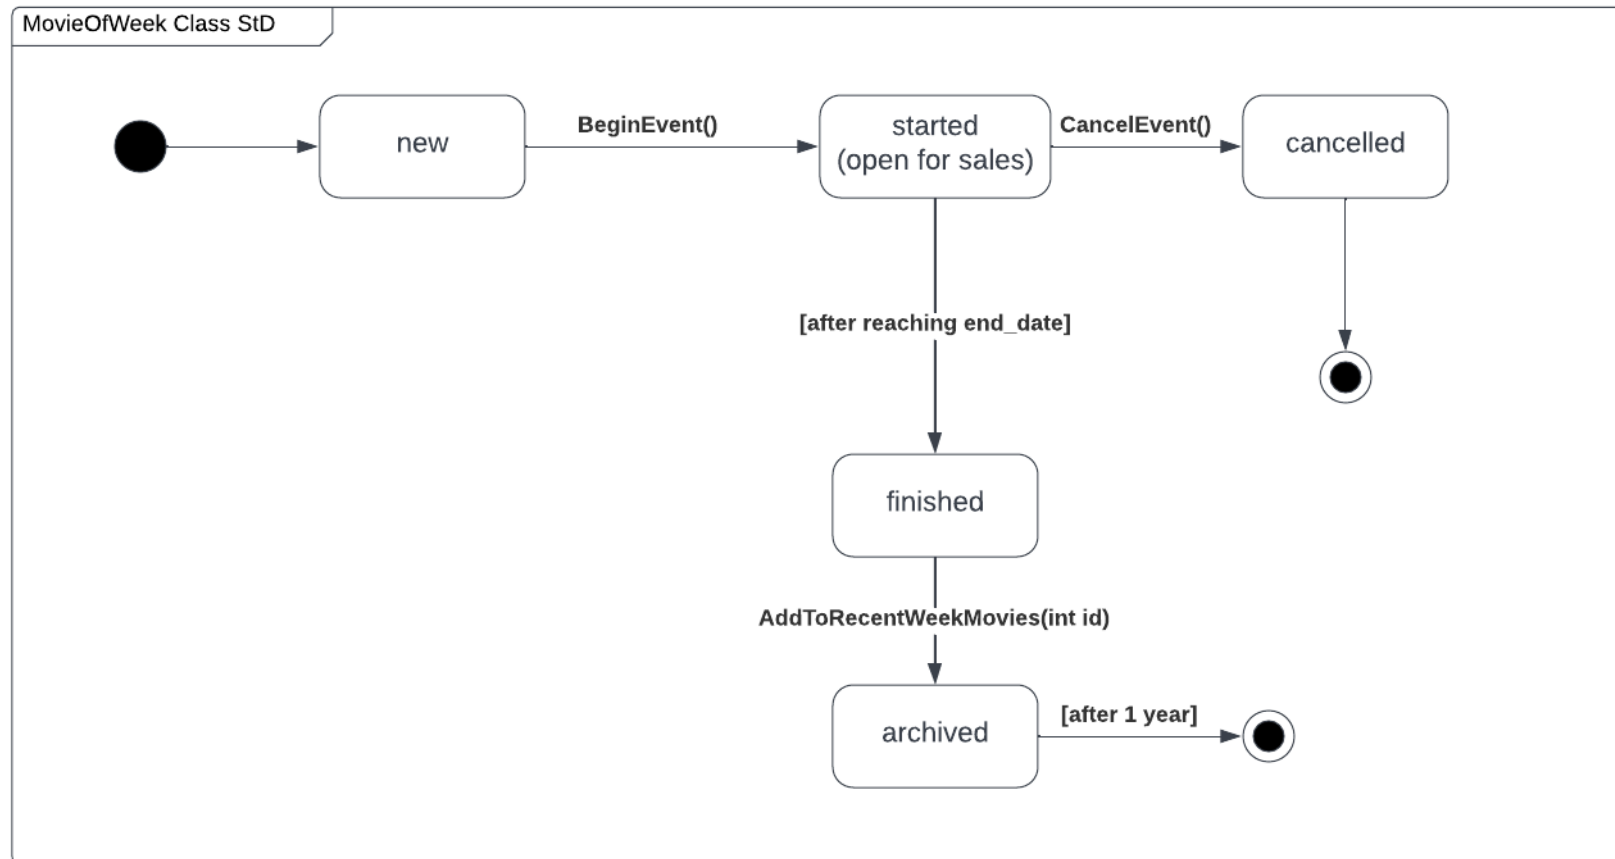 MovieOfWeek Class StD
new
BeginEvent()
started
(open for sales)
CancelEvent()
cancelled
[after reaching end_date]
finished
AddToRecentWeekMovies(int id)
archived
[after 1 year]